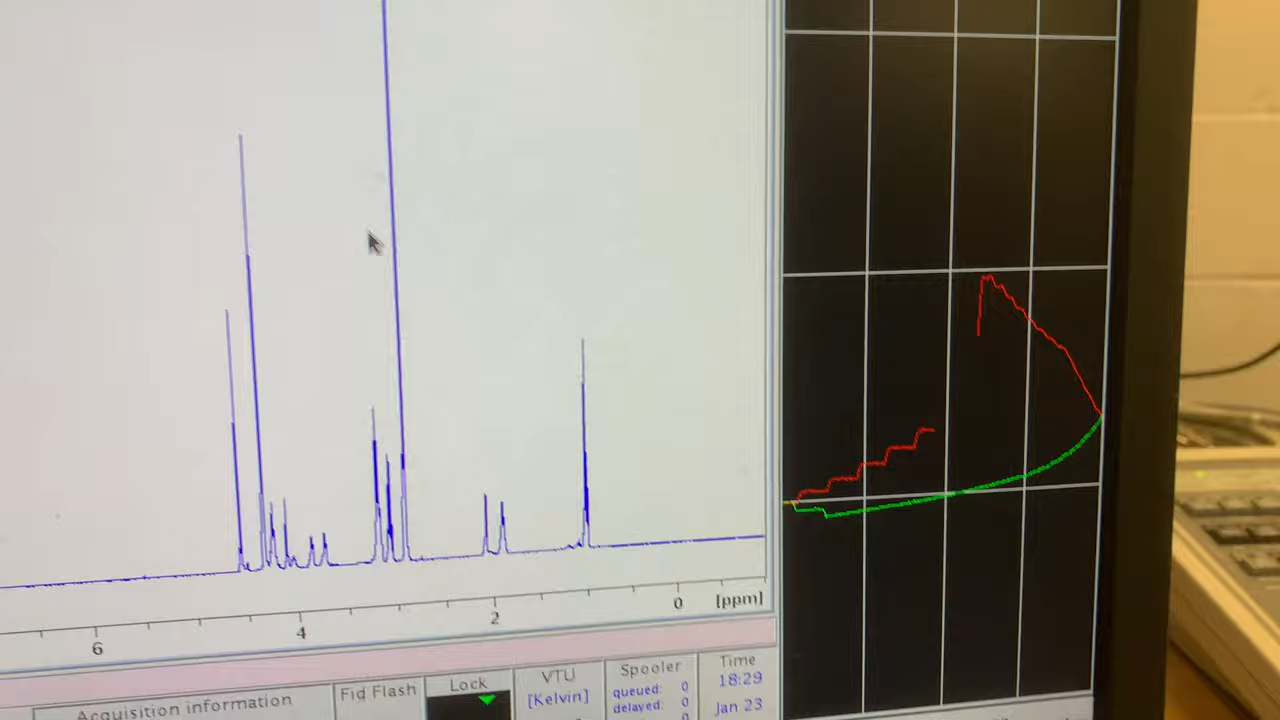 6 4 2 0 [ppm]
Acquisition information
Fid Flash
Lock
VTU
[Kelvin]
Spooler
queued: 0
delayed: 0
0
Time
18:29
Jan 23